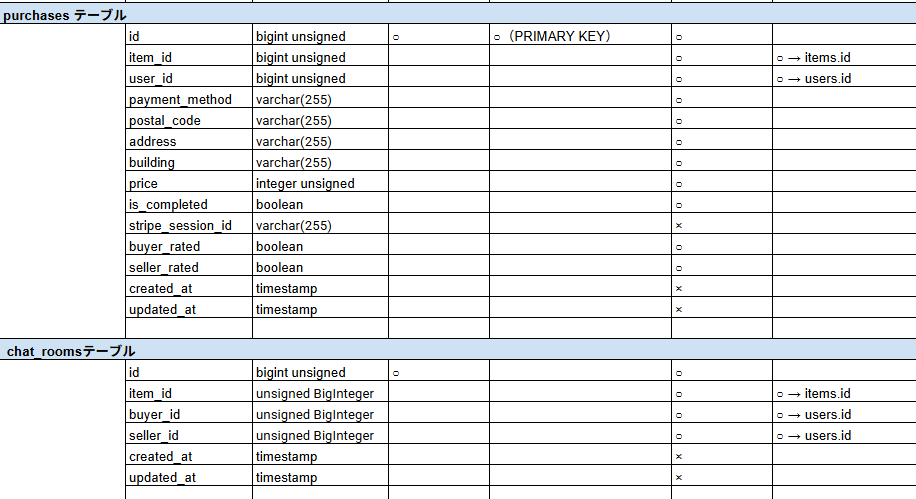 purchases テーブル
id bigint unsigned ○ ○（PRIMARY KEY） ○
item_id bigint unsigned ○ ○ → items.id
user_id bigint unsigned ○ ○ → users.id
payment_method varchar(255) ○
postal_code varchar(255) ○
address varchar(255) ○
building varchar(255) ○
price integer unsigned ○
is_completed boolean ○
stripe_session_id varchar(255) ×
buyer_rated boolean ○
seller_rated boolean ○
created_at timestamp ×
updated_at timestamp ×
chat_roomsテーブル
id bigint unsigned ○ ○
item_id unsigned BigInteger ○ ○ → items.id
buyer_id unsigned BigInteger ○ ○ → users.id
seller_id unsigned BigInteger ○ ○ → users.id
created_at timestamp ×
updated_at timestamp ×